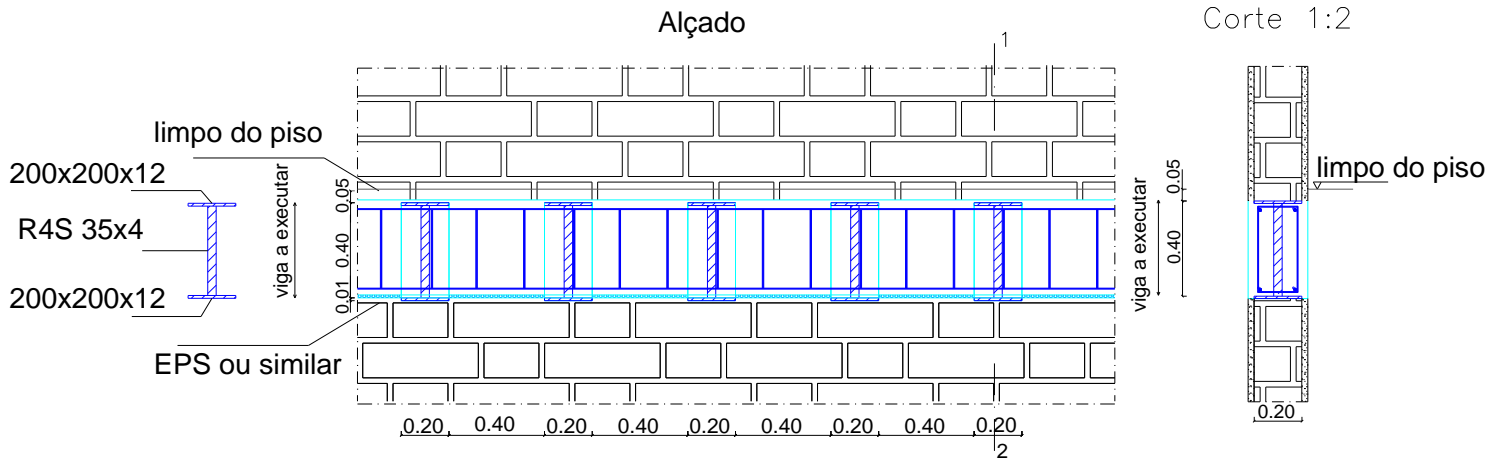 Alçado
Corte 1:2
1
limpo do piso
200x200x12
R4S 35x4
200x200x12
viga a executar
0.05
0.40
0.01
EPS ou similar
viga a executar
0.05
0.40
limpo do piso
0.20
0.20 0.40 0.20 0.40 0.20 0.40 0.20 0.40 0.20
2